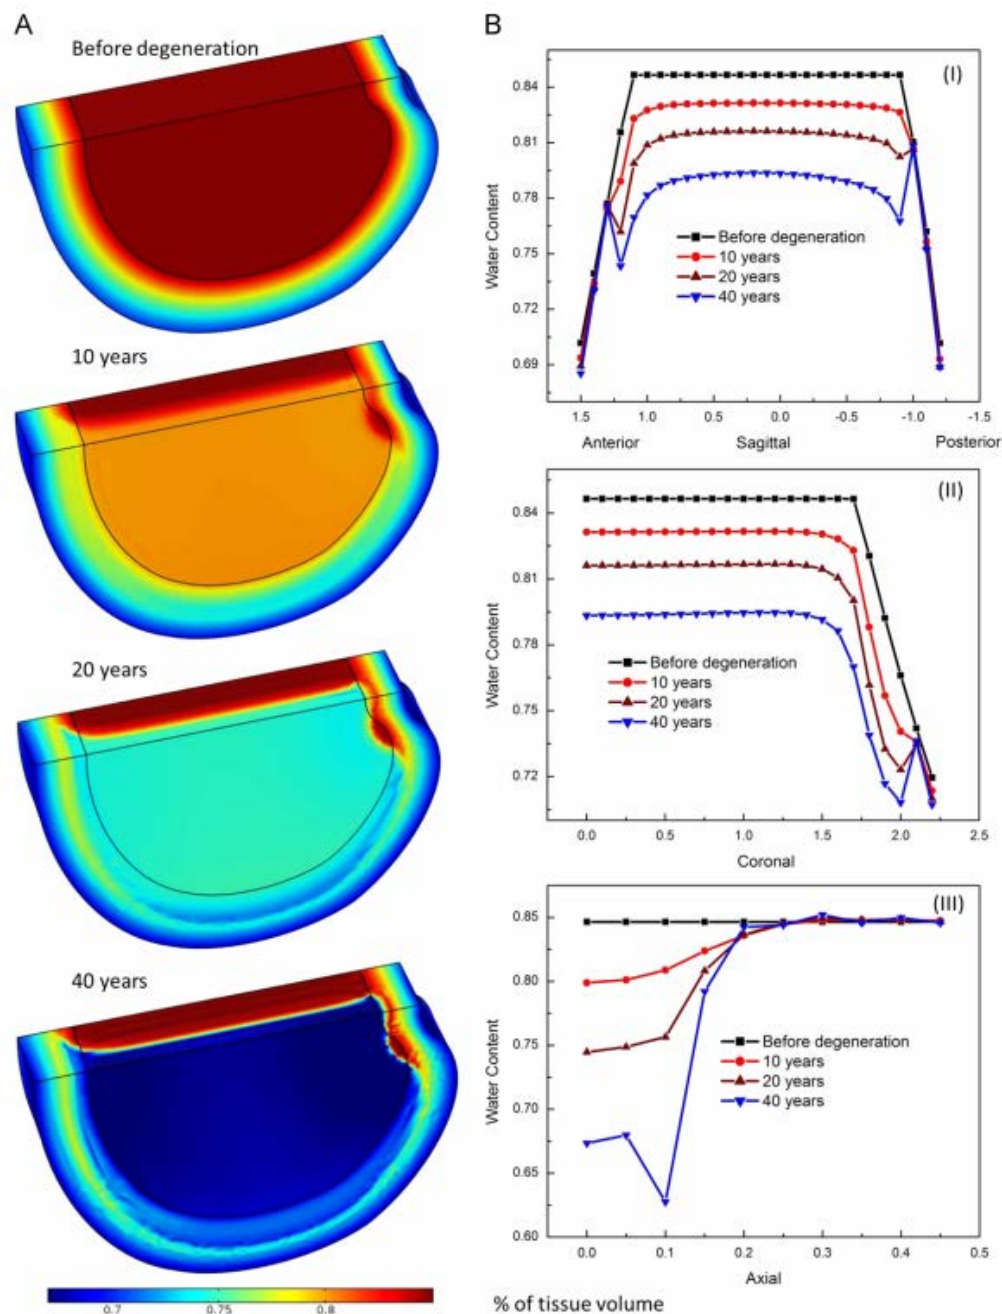 A
Before degeneration
10 years
20 years
40 years
0.7 0.75 0.8
B
(I)
Water Content
0.84
0.81
0.78
0.75
0.72
0.69
Before degeneration
10 years
20 years
40 years
1.5 1.0 0.5 0.0 -0.5 -1.0 -1.5
Anterior Sagittal Posterior
(II)
Water Content
0.84
0.81
0.78
0.75
0.72
Before degeneration
10 years
20 years
40 years
0.0 0.5 1.0 1.5 2.0 2.5
Coronal
(III)
Water Content
0.85
0.80
0.75
0.70
0.65
0.60
Before degeneration
10 years
20 years
40 years
0.0 0.1 0.2 0.3 0.4 0.5
Axial
% of tissue volume